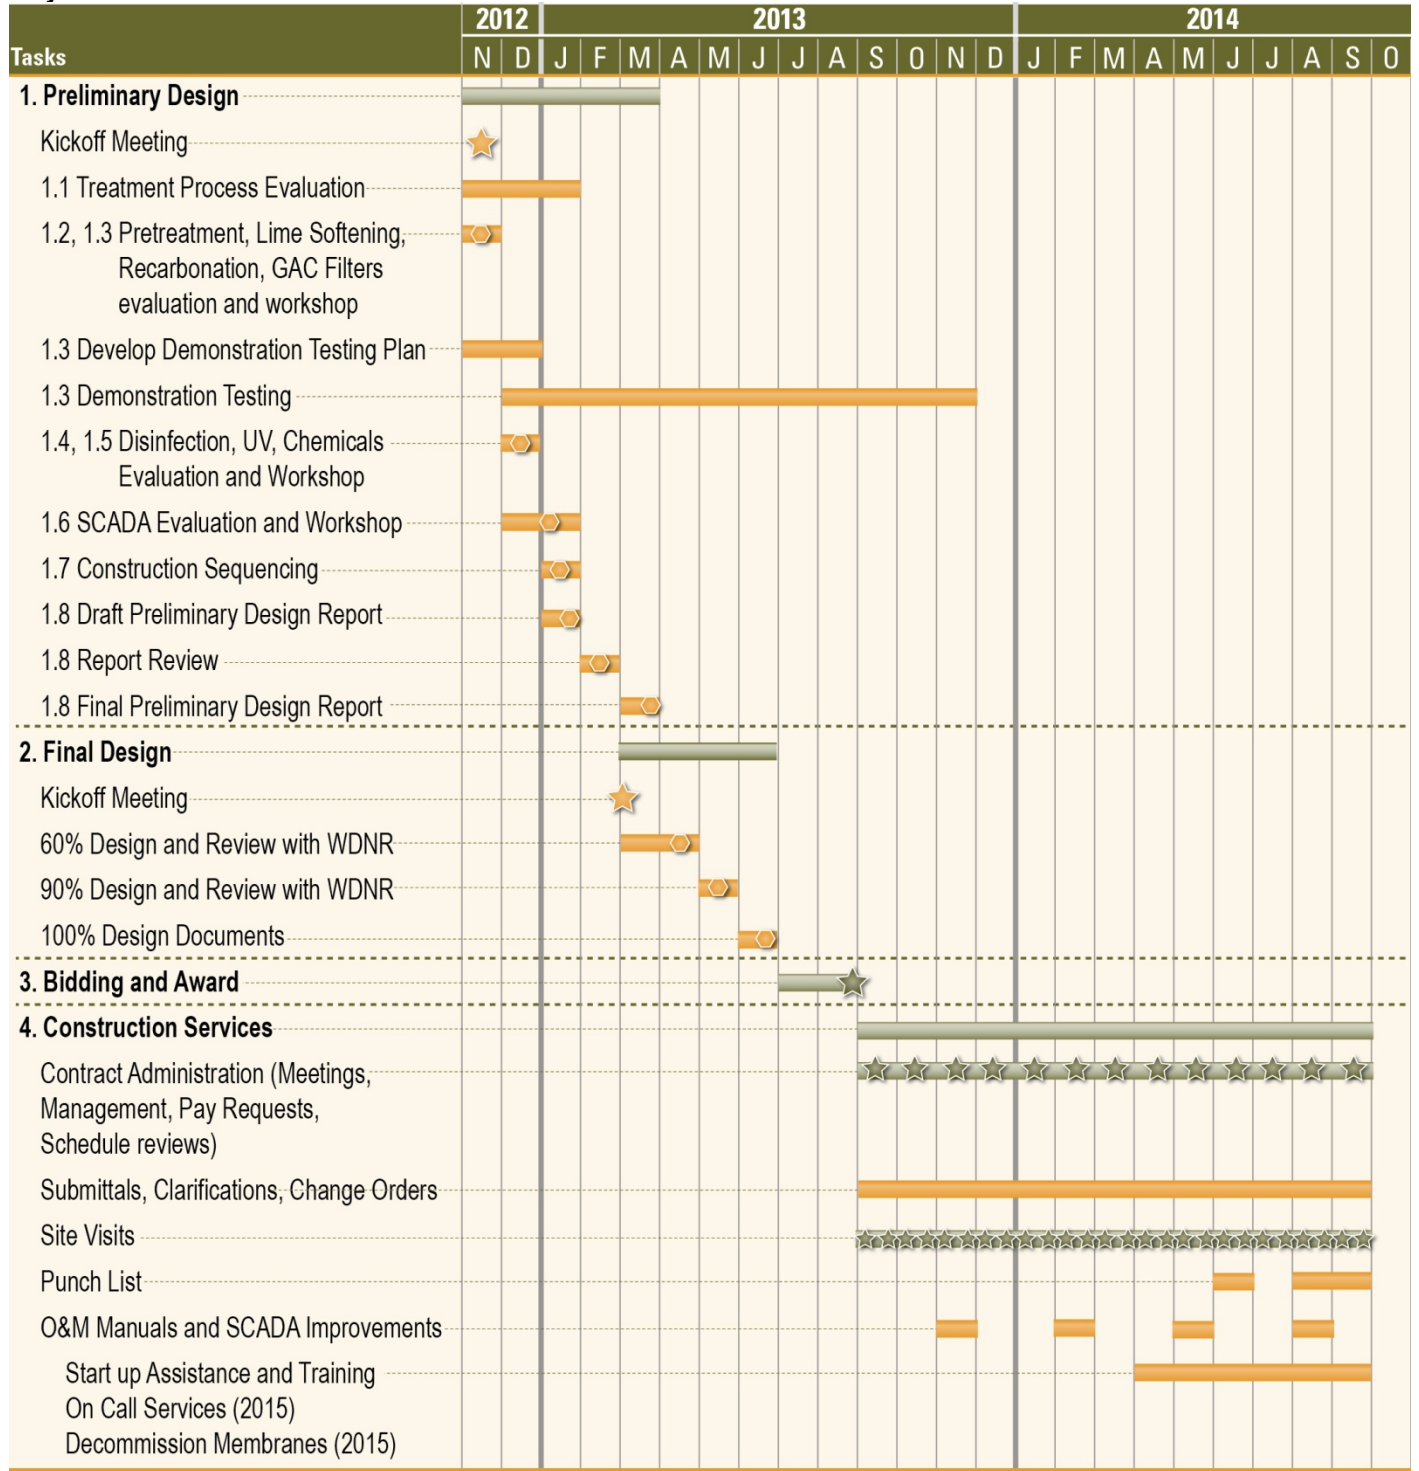 2012 2013 2014
Tasks N D J F M A M J J A S O N D J F M A M J J A S O
1. Preliminary Design
Kickoff Meeting
1.1 Treatment Process Evaluation
1.2, 1.3 Pretreatment, Lime Softening,
Recarbonation, GAC Filters
evaluation and workshop
1.3 Develop Demonstration Testing Plan
1.3 Demonstration Testing
1.4, 1.5 Disinfection, UV, Chemicals
Evaluation and Workshop
1.6 SCADA Evaluation and Workshop
1.7 Construction Sequencing
1.8 Draft Preliminary Design Report
1.8 Report Review
1.8 Final Preliminary Design Report
2. Final Design
Kickoff Meeting
60% Design and Review with WDNR
90% Design and Review with WDNR
100% Design Documents
3. Bidding and Award
4. Construction Services
Contract Administration (Meetings,
Management, Pay Requests,
Schedule reviews)
Submittals, Clarifications, Change Orders
Site Visits
Punch List
O&M Manuals and SCADA Improvements
Start up Assistance and Training
On Call Services (2015)
Decommission Membranes (2015)